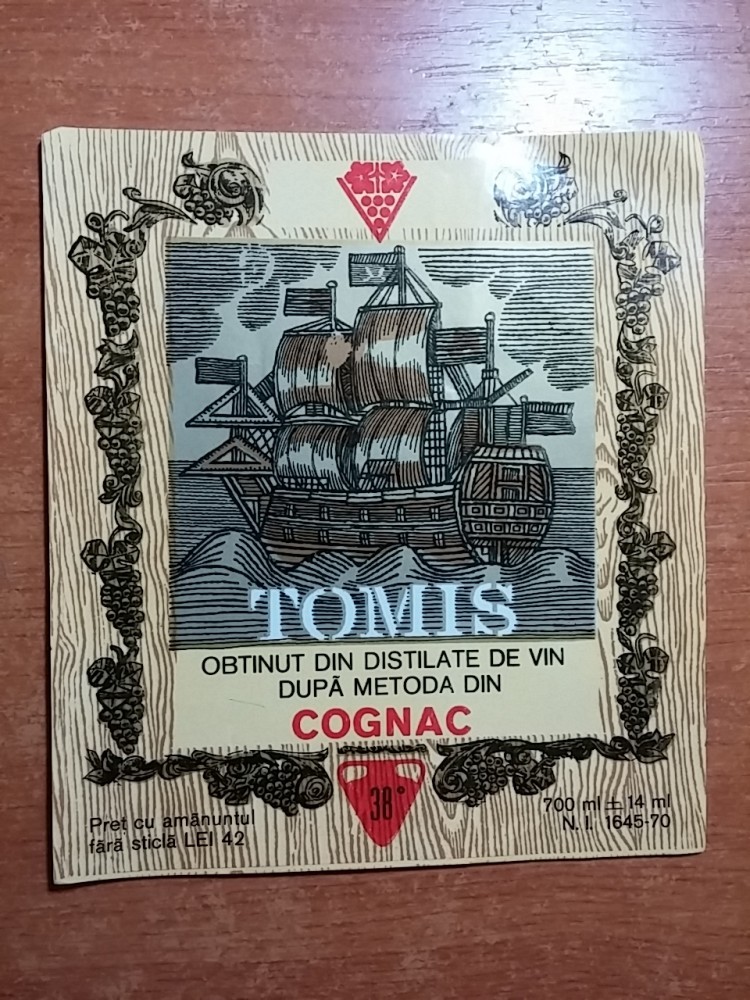 TOMIS
OBTINUT DIN DISTILATE DE VIN
DUPĂ METODA DIN
COGNAC
38°
Preț cu amănuntul
fără sticlă LEI 42
700 ml ± 14 ml
N. I. 1645-70